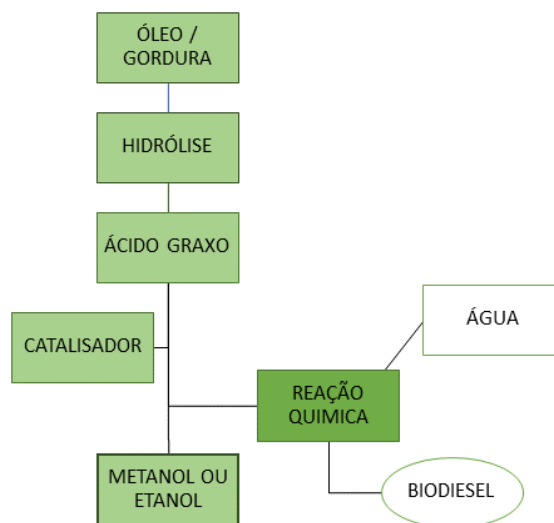 ÓLEO /
GORDURA
HIDRÓLISE
ÁCIDO GRAXO
CATALISADOR
ÁGUA
REAÇÃO
QUIMICA
METANOL OU
ETANOL
BIODIESEL